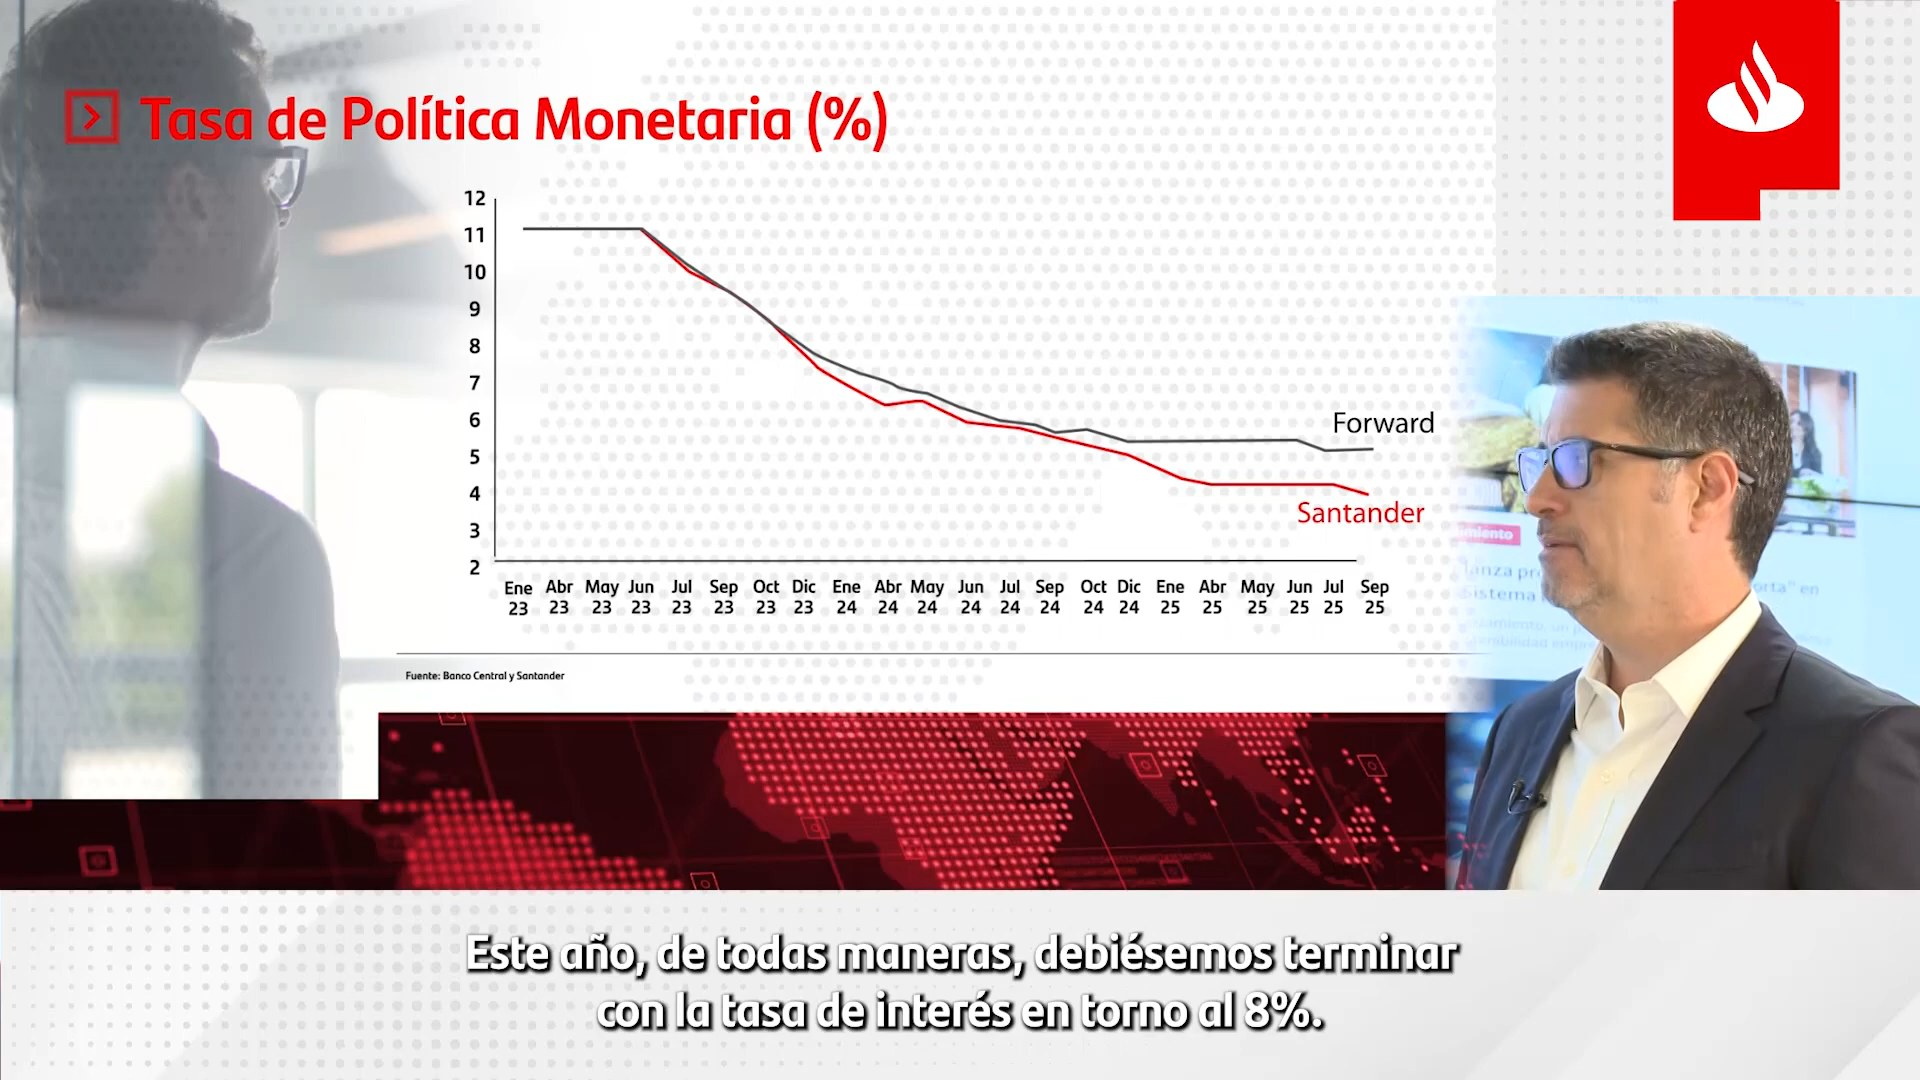 Tasa de Política Monetaria (%)
12
11
10
9
8
7
6
5
4
3
2
Forward
Santander
Ene 23
Abr 23
May 23
Jun 23
Jul 23
Sep 23
Oct 23
Dic 23
Ene 24
Abr 24
May 24
Jun 24
Jul 24
Sep 24
Oct 24
Dic 24
Ene 25
Abr 25
May 25
Jun 25
Jul 25
Sep 25
Fuente: Banco Central y Santander
Este año, de todas maneras, debiésemos terminar
con la tasa de interés en torno al 8%.